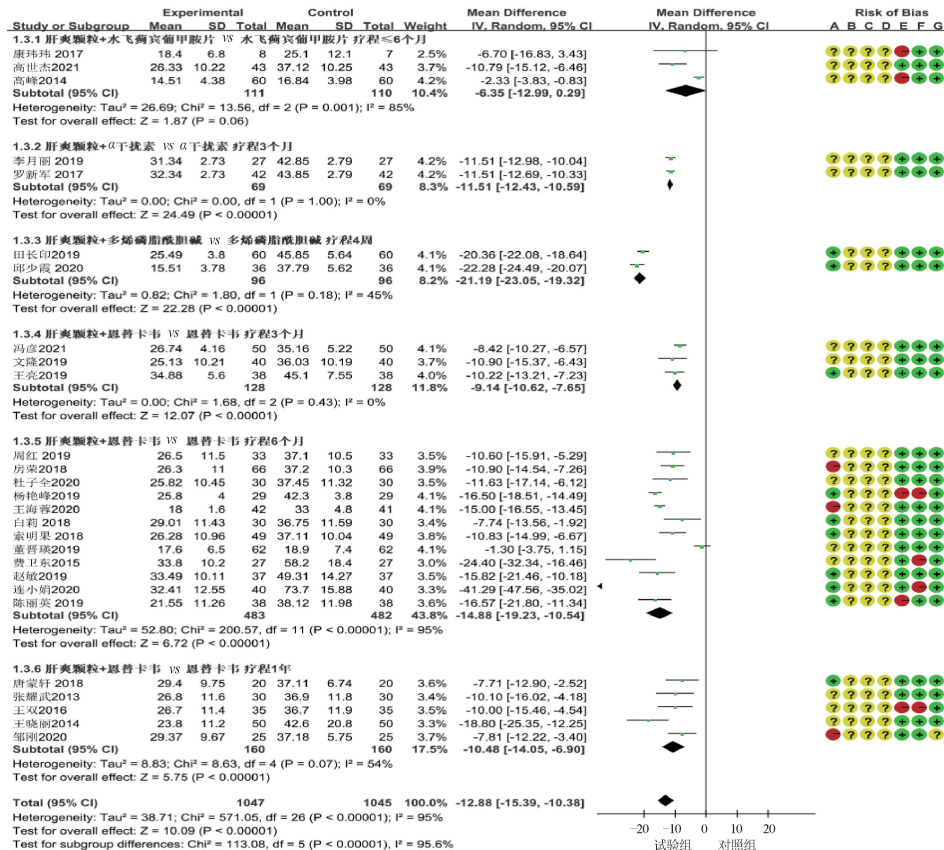 Experimental Control Mean Difference Mean Difference Risk of Bias
Study or Subgroup Mean SD Total Mean SD Total Weight IV. Random. 95% CI IV. Random. 95% CI A B C D E F G
1.3.1 肝爽颗粒+水飞蓟宾葡甲胺片 vs 水飞蓟宾葡甲胺片 疗程≤6个月
康玮玮 2017 18.4 6.8 8 25.1 12.1 7 2.5% -6.70 [-16.83, 3.43] ? ? ? ? − + +
高世杰2021 26.33 10.22 43 37.12 10.25 43 4.2% -10.79 [-15.12, -6.46] ? ? ? ? + + +
高峰2014 14.51 4.38 60 16.84 3.98 60 -2.33 [-3.83, -0.83] ? ? ? ? − + +
Subtotal (95% CI) 111 110 10.4% -6.35 [-12.99, 0.29]
Heterogeneity: Tau² = 26.69; Chi² = 13.56, df = 2 (P = 0.001); I² = 85%
Test for overall effect: Z = 1.87 (P = 0.06)
1.3.2 肝爽颗粒+α干扰素 vs α干扰素 疗程3个月
李月丽 2019 31.34 2.73 27 42.85 2.79 27 4.2% -11.51 [-12.98, -10.04] ? ? ? ? + + +
罗新军 2017 32.34 2.73 42 43.85 2.79 42 4.2% -11.51 [-12.69, -10.33] ? ? ? ? + + +
Subtotal (95% CI) 69 69 8.3% -11.51 [-12.43, -10.59]
Heterogeneity: Tau² = 0.00; Chi² = 0.00, df = 1 (P = 1.00); I² = 0%
Test for overall effect: Z = 24.49 (P < 0.00001)
1.3.3 肝爽颗粒+多烯磷脂酰胆碱 vs 多烯磷脂酰胆碱 疗程4周
田长印2019 25.49 3.8 60 45.85 5.64 60 4.1% -20.36 [-22.08, -18.64] + ? ? ? + + +
邱少霞 2020 15.51 3.78 36 37.79 5.62 36 4.1% -22.28 [-24.49, -20.07] + ? ? ? + + +
Subtotal (95% CI) 96 96 8.2% -21.19 [-23.05, -19.32]
Heterogeneity: Tau² = 0.82; Chi² = 1.80, df = 1 (P = 0.18); I² = 45%
Test for overall effect: Z = 22.28 (P < 0.00001)
1.3.4 肝爽颗粒+恩替卡韦 vs 恩替卡韦 疗程3个月
冯彦2021 26.74 4.16 50 35.16 5.22 50 4.1% -8.42 [-10.27, -6.57] ? ? ? ? + + +
文隆2019 25.13 10.21 40 36.03 10.19 40 -10.90 [-15.37, -6.43] ? ? ? ? + + +
王亮2019 34.88 5.6 38 45.1 7.55 38 -10.22 [-13.21, -7.23] + ? ? ? + + +
Subtotal (95% CI) 128 128 11.8% -9.14 [-10.62, -7.65]
Heterogeneity: Tau² = 0.00; Chi² = 1.68, df = 2 (P = 0.43); I² = 0%
Test for overall effect: Z = 12.07 (P < 0.00001)
1.3.5 肝爽颗粒+恩替卡韦 vs 恩替卡韦 疗程6个月
周红 2019 26.5 11.5 33 37.1 10.5 33 -10.60 [-15.91, -5.29] ? ? ? ? + + +
房荣2018 26.3 11 66 37.2 10.3 66 -10.90 [-14.54, -7.26] − ? ? ? + + +
杜子全2020 25.82 10.45 30 37.45 11.32 30 -11.63 [-17.14, -6.12] ? ? ? ? + + +
杨艳峰2019 25.8 4 29 42.3 3.8 29 4.1% -16.50 [-18.51, -14.49] + ? ? ? − − +
王海蓉2020 18 1.6 42 33 4.8 41 -15.00 [-16.55, -13.45] − ? ? ? + + +
白莉 2018 29.01 11.43 30 36.75 11.59 30 -7.74 [-13.56, -1.92] + ? ? ? + + +
索明果 2018 26.28 10.96 49 37.11 10.04 49 -10.83 [-14.99, -6.67] + ? ? ? + + +
董晋瑛2019 17.6 6.5 62 18.9 7.4 62 -1.30 [-3.75, 1.15] ? ? ? ? + + +
费卫东2015 33.8 10.2 27 58.2 18.4 27 -24.40 [-32.34, -16.46] ? ? ? ? + − +
赵敏2019 33.49 10.11 37 49.31 14.27 37 -15.82 [-21.46, -10.18] + ? ? ? + + +
连小娟2020 32.41 12.55 40 73.7 15.88 40 -41.29 [-47.56, -35.02] + ? ? ? + − +
陈丽英 2019 21.55 11.26 38 38.12 11.98 38 -16.57 [-21.80, -11.34] + ? ? ? − + +
Subtotal (95% CI) 483 482 43.8% -14.88 [-19.23, -10.54]
Heterogeneity: Tau² = 52.80; Chi² = 200.57, df = 11 (P < 0.00001); I² = 95%
Test for overall effect: Z = 6.72 (P < 0.00001)
1.3.6 肝爽颗粒+恩替卡韦 vs 恩替卡韦 疗程1年
唐蒙轩 2018 29.4 9.75 20 37.11 6.74 20 -7.71 [-12.90, -2.52] + ? ? ? + + +
张耀武2013 26.8 11.6 30 36.9 11.8 30 -10.10 [-16.02, -4.18] ? ? ? ? + + +
王双2016 26.7 11.4 35 36.7 11.9 35 -10.00 [-15.46, -4.54] ? ? ? ? − − +
王晓丽2014 23.8 11.2 50 42.6 20.8 50 -18.80 [-25.35, -12.25] ? ? ? ? + + +
邹刚2020 29.37 9.67 25 37.18 5.75 25 -7.81 [-12.22, -3.40] − ? ? ? + + ?
Subtotal (95% CI) 160 160 17.5% -10.48 [-14.05, -6.90]
Heterogeneity: Tau² = 8.83; Chi² = 8.63, df = 4 (P = 0.07); I² = 54%
Test for overall effect: Z = 5.75 (P < 0.00001)
Total (95% CI) 1047 1045 100.0% -12.88 [-15.39, -10.38]
Heterogeneity: Tau² = 38.71; Chi² = 571.05, df = 26 (P < 0.00001); I² = 95%
Test for overall effect: Z = 10.09 (P < 0.00001)
Test for subgroup differences: Chi² = 113.08, df = 5 (P < 0.00001), I² = 95.6%
−20 −10 0 10 20
试验组 对照组